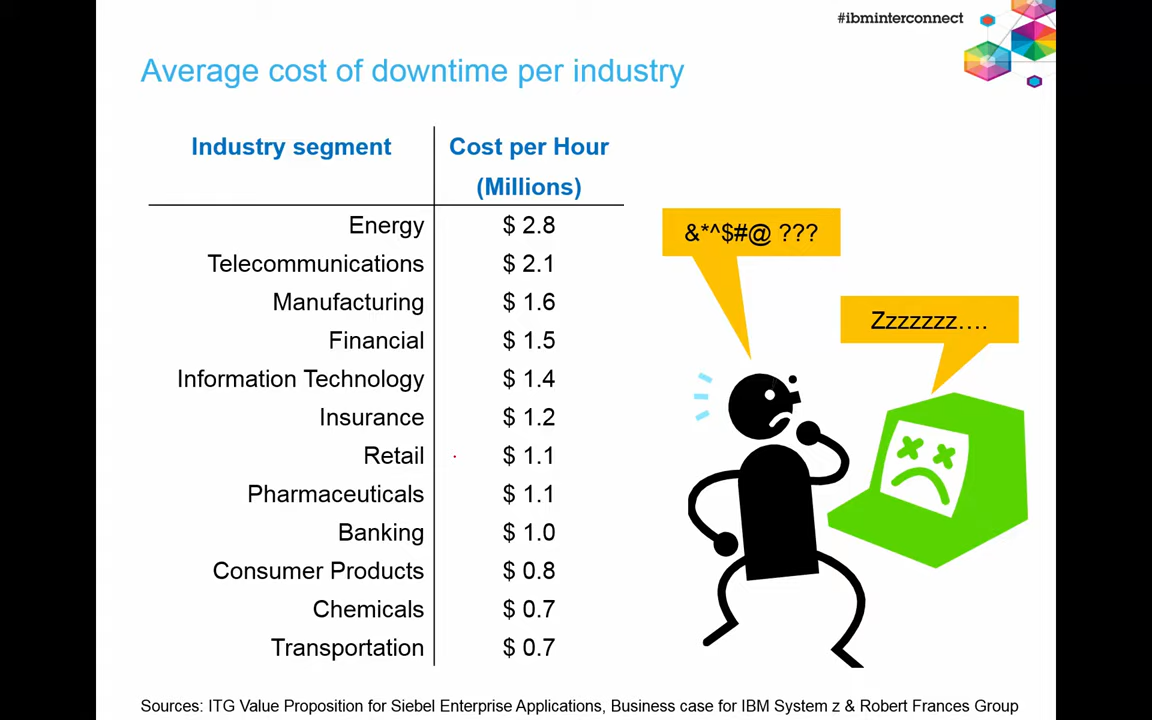 #ibminterconnect
Average cost of downtime per industry
Industry segment
Cost per Hour
(Millions)
Energy $ 2.8
Telecommunications $ 2.1
Manufacturing $ 1.6
Financial $ 1.5
Information Technology $ 1.4
Insurance $ 1.2
Retail $ 1.1
Pharmaceuticals $ 1.1
Banking $ 1.0
Consumer Products $ 0.8
Chemicals $ 0.7
Transportation $ 0.7
&*^$#@ ???
Zzzzzzz….
Sources: ITG Value Proposition for Siebel Enterprise Applications, Business case for IBM System z & Robert Frances Group